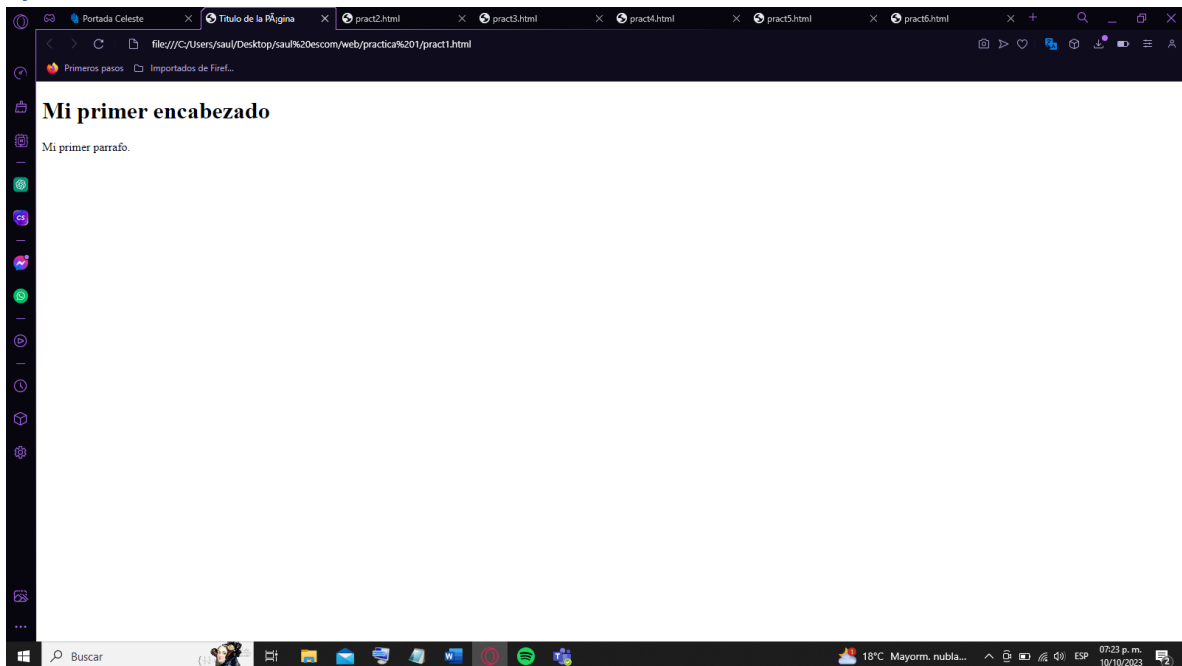 Portada Celeste
Titulo de la PÃ¡gina
pract2.html
pract3.html
pract4.html
pract5.html
pract6.html
file:///C:/Users/saul/Desktop/saul%20escom/web/practica%201/pract1.html
Primeros pasos
Importados de Firef...
Mi primer encabezado
Mi primer parrafo.
CS
Buscar
18°C Mayorm. nubla...
ESP
07:23 p. m.
10/10/2023
2